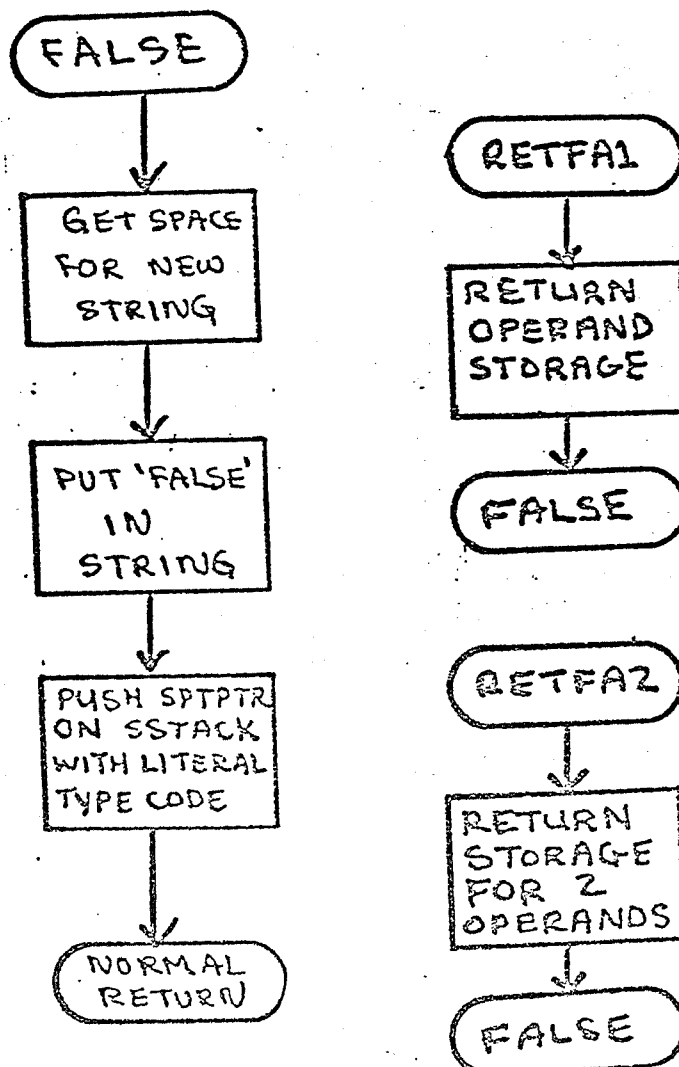 FALSE
GET SPACE
FOR NEW
STRING
PUT 'FALSE'
IN
STRING
PUSH SPTPTR
ON SSTACK
WITH LITERAL
TYPE CODE
NORMAL
RETURN
RETFA1
RETURN
OPERAND
STORAGE
FALSE
RETFA2
RETURN
STORAGE
FOR 2
OPERANDS
FALSE